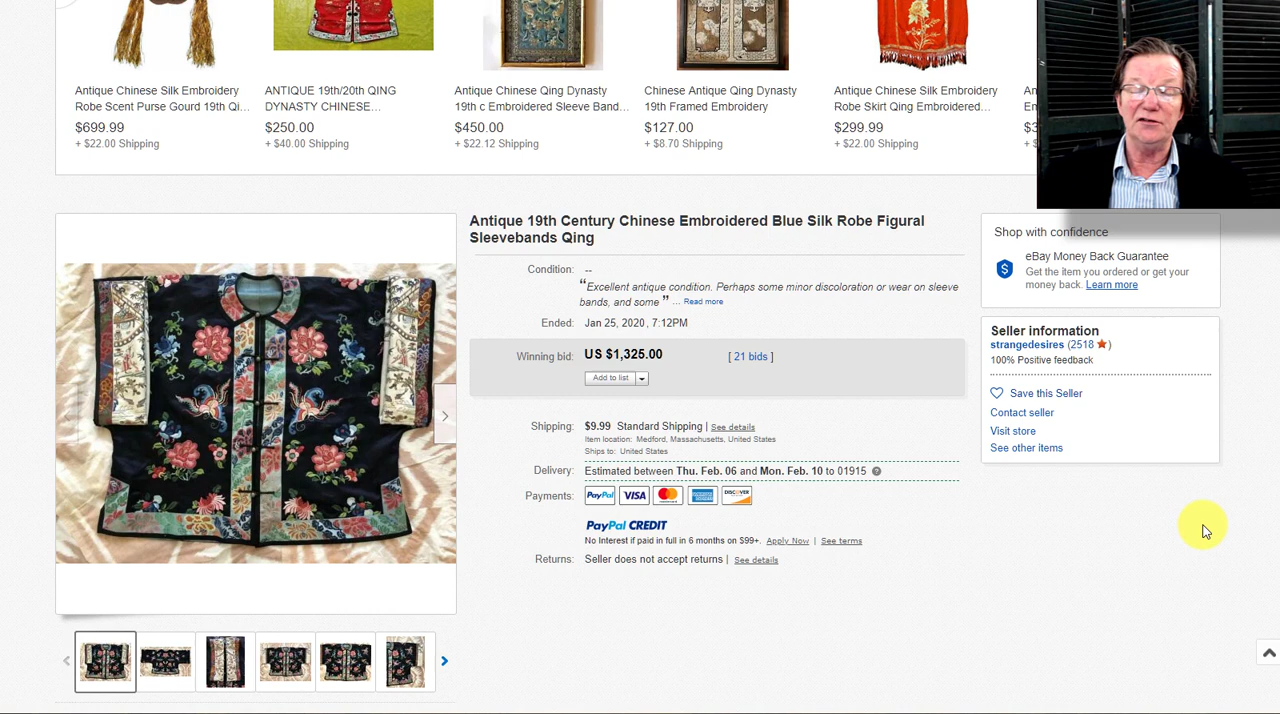 Antique Chinese Silk Embroidery
Robe Scent Purse Gourd 19th Qi...
$699.99
+ $22.00 Shipping
ANTIQUE 19th/20th QING
DYNASTY CHINESE...
$250.00
+ $40.00 Shipping
Antique Chinese Qing Dynasty
19th c Embroidered Sleeve Band...
$450.00
+ $22.12 Shipping
Chinese Antique Qing Dynasty
19th Framed Embroidery
$127.00
+ $8.70 Shipping
Antique Chinese Silk Embroidery
Robe Skirt Qing Embroidered...
$299.99
+ $22.00 Shipping
Antique 19th Century Chinese Embroidered Blue Silk Robe Figural
Sleevebands Qing
Condition: --
“Excellent antique condition. Perhaps some minor discoloration or wear on sleeve
bands, and some ” ... Read more
Ended: Jan 25, 2020 , 7:12PM
Winning bid: US $1,325.00 [ 21 bids ]
Add to list
Shipping: $9.99 Standard Shipping | See details
Item location: Medford, Massachusetts, United States
Ships to: United States
Delivery: Estimated between Thu. Feb. 06 and Mon. Feb. 10 to 01915 ?
Payments: PayPal VISA MasterCard AMERICAN EXPRESS DISCOVER
PayPal CREDIT
No Interest if paid in full in 6 months on $99+. Apply Now | See terms
Returns: Seller does not accept returns | See details
Shop with confidence
$
eBay Money Back Guarantee
Get the item you ordered or get your
money back. Learn more
Seller information
strangedesires (2518 )
100% Positive feedback
Save this Seller
Contact seller
Visit store
See other items